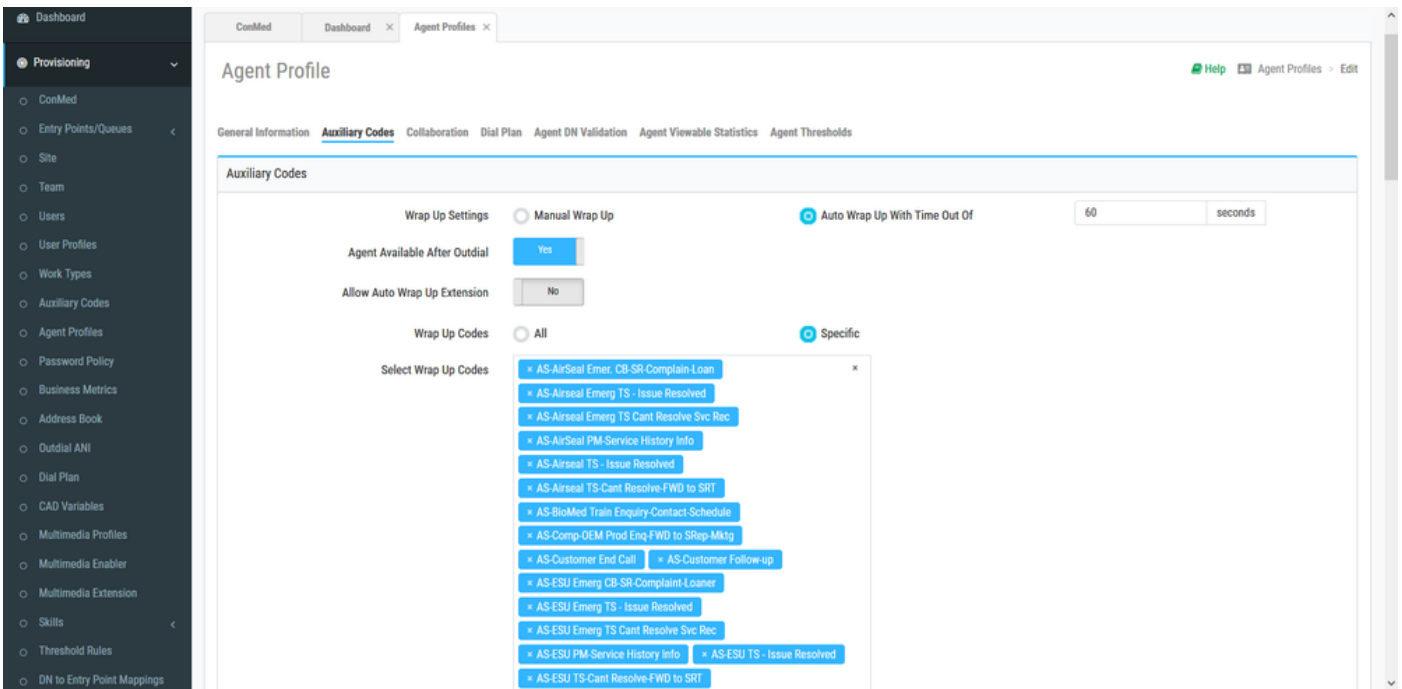 Dashboard
Provisioning
ConMed
Entry Points/Queues
Site
Team
Users
User Profiles
Work Types
Auxiliary Codes
Agent Profiles
Password Policy
Business Metrics
Address Book
Outdial ANI
Dial Plan
CAD Variables
Multimedia Profiles
Multimedia Enabler
Multimedia Extension
Skills
Threshold Rules
DN to Entry Point Mappings
ConMed Dashboard × Agent Profiles ×
Agent Profile
Help Agent Profiles > Edit
General Information Auxiliary Codes Collaboration Dial Plan Agent DN Validation Agent Viewable Statistics Agent Thresholds
Auxiliary Codes
Wrap Up Settings Manual Wrap Up Auto Wrap Up With Time Out Of 60 seconds
Agent Available After Outdial Yes
Allow Auto Wrap Up Extension No
Wrap Up Codes All Specific
Select Wrap Up Codes × AS-AirSeal Emer. CB-SR-Complain-Loan ×
× AS-Airseal Emerg TS - Issue Resolved
× AS-Airseal Emerg TS Cant Resolve Svc Rec
× AS-AirSeal PM-Service History Info
× AS-Airseal TS - Issue Resolved
× AS-Airseal TS-Cant Resolve-FWD to SRT
× AS-BioMed Train Enquiry-Contact-Schedule
× AS-Comp-OEM Prod Enq-FWD to SRep-Mktg
× AS-Customer End Call × AS-Customer Follow-up
× AS-ESU Emerg CB-SR-Complaint-Loaner
× AS-ESU Emerg TS - Issue Resolved
× AS-ESU Emerg TS Cant Resolve Svc Rec
× AS-ESU PM-Service History Info × AS-ESU TS - Issue Resolved
× AS-ESU TS-Cant Resolve-FWD to SRT